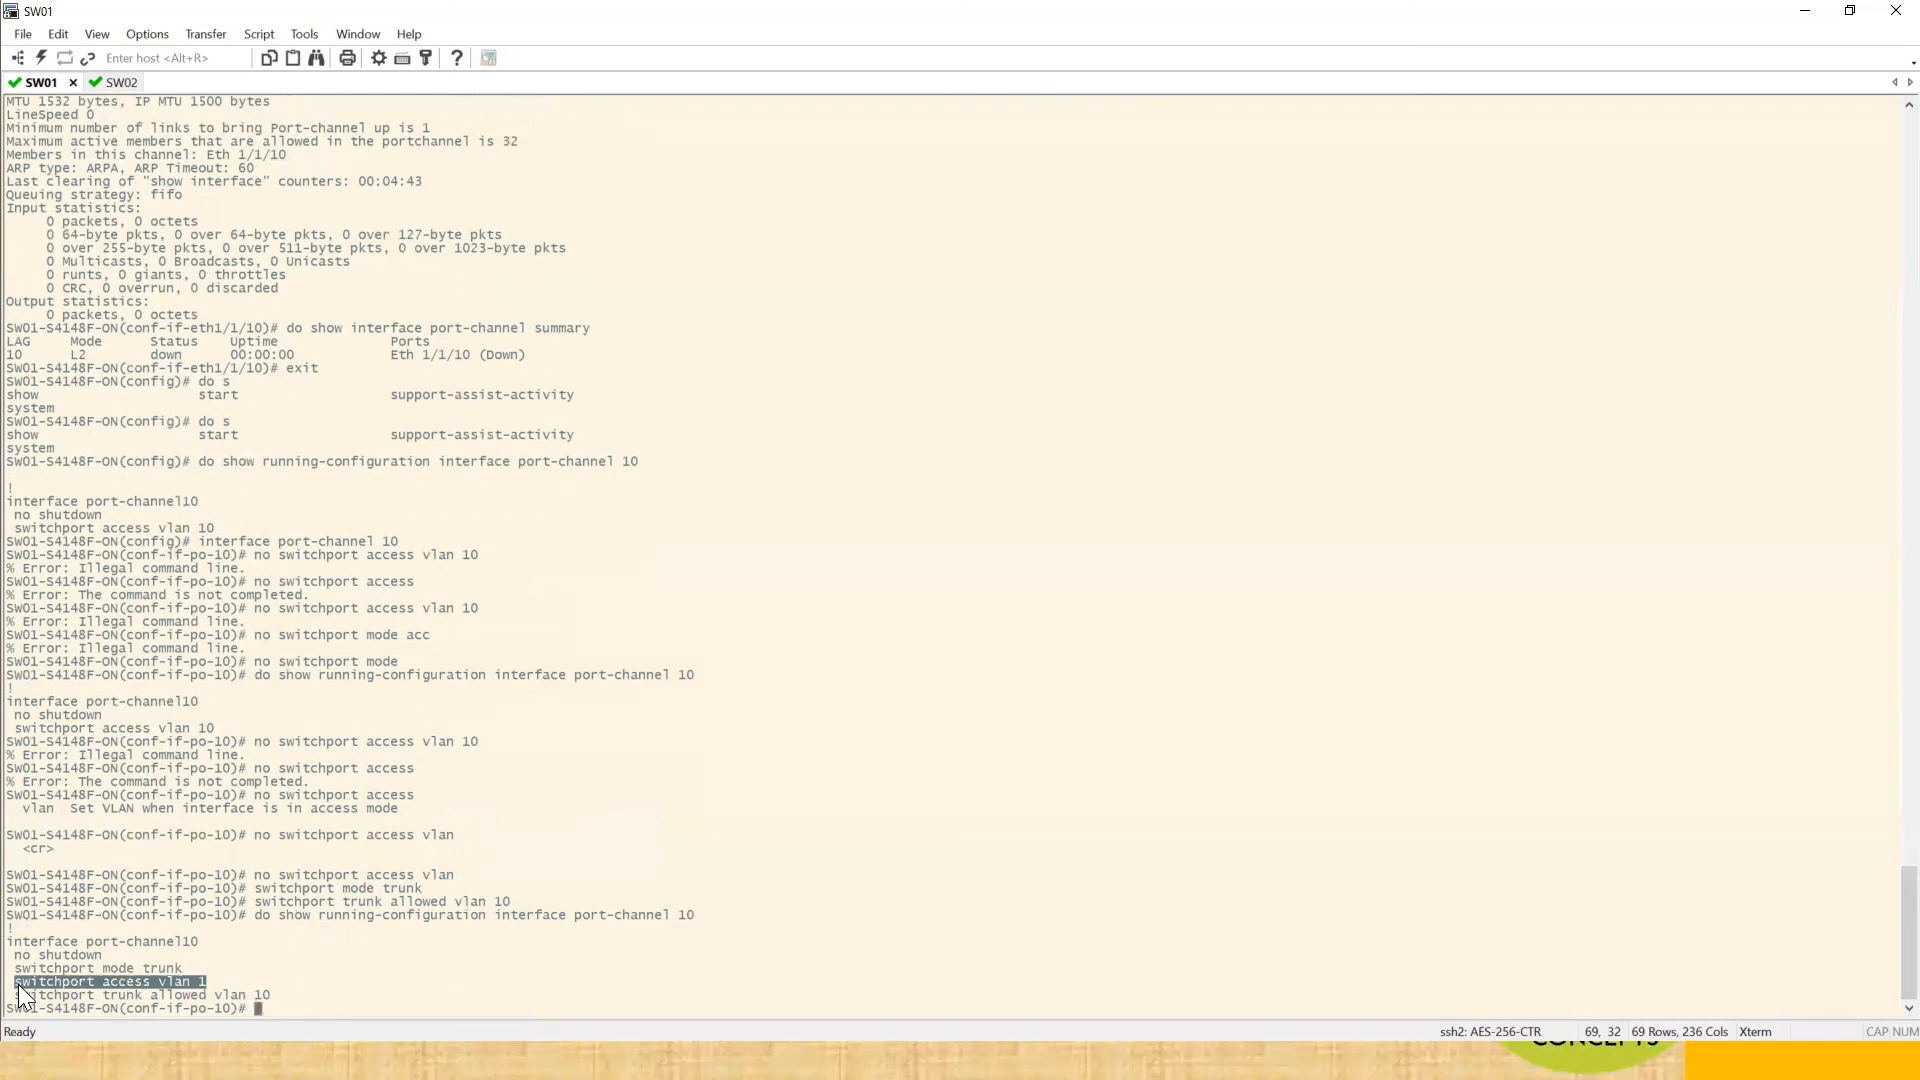 SW01
File Edit View Options Transfer Script Tools Window Help
Enter host <Alt+R>
SW01 SW02
MTU 1532 bytes, IP MTU 1500 bytes
LineSpeed 0
Minimum number of links to bring Port-channel up is 1
Maximum active members that are allowed in the portchannel is 32
Members in this channel: Eth 1/1/10
ARP type: ARPA, ARP Timeout: 60
Last clearing of "show interface" counters: 00:04:43
Queuing strategy: fifo
Input statistics:
0 packets, 0 octets
0 64-byte pkts, 0 over 64-byte pkts, 0 over 127-byte pkts
0 over 255-byte pkts, 0 over 511-byte pkts, 0 over 1023-byte pkts
0 Multicasts, 0 Broadcasts, 0 Unicasts
0 runts, 0 giants, 0 throttles
0 CRC, 0 overrun, 0 discarded
Output statistics:
0 packets, 0 octets
SW01-S4148F-ON(conf-if-eth1/1/10)# do show interface port-channel summary
LAG Mode Status Uptime Ports
10 L2 down 00:00:00 Eth 1/1/10 (Down)
SW01-S4148F-ON(conf-if-eth1/1/10)# exit
SW01-S4148F-ON(config)# do s
show start support-assist-activity
system
SW01-S4148F-ON(config)# do s
show start support-assist-activity
system
SW01-S4148F-ON(config)# do show running-configuration interface port-channel 10
!
interface port-channel10
no shutdown
switchport access vlan 10
SW01-S4148F-ON(config)# interface port-channel 10
SW01-S4148F-ON(conf-if-po-10)# no switchport access vlan 10
% Error: Illegal command line.
SW01-S4148F-ON(conf-if-po-10)# no switchport access
% Error: The command is not completed.
SW01-S4148F-ON(conf-if-po-10)# no switchport access vlan 10
% Error: Illegal command line.
SW01-S4148F-ON(conf-if-po-10)# no switchport mode acc
% Error: Illegal command line.
SW01-S4148F-ON(conf-if-po-10)# no switchport mode
SW01-S4148F-ON(conf-if-po-10)# do show running-configuration interface port-channel 10
!
interface port-channel10
no shutdown
switchport access vlan 10
SW01-S4148F-ON(conf-if-po-10)# no switchport access vlan 10
% Error: Illegal command line.
SW01-S4148F-ON(conf-if-po-10)# no switchport access
% Error: The command is not completed.
SW01-S4148F-ON(conf-if-po-10)# no switchport access
vlan Set VLAN when interface is in access mode
SW01-S4148F-ON(conf-if-po-10)# no switchport access vlan
<cr>
SW01-S4148F-ON(conf-if-po-10)# no switchport access vlan
SW01-S4148F-ON(conf-if-po-10)# switchport mode trunk
SW01-S4148F-ON(conf-if-po-10)# switchport trunk allowed vlan 10
SW01-S4148F-ON(conf-if-po-10)# do show running-configuration interface port-channel 10
!
interface port-channel10
no shutdown
switchport mode trunk
switchport access vlan 1
switchport trunk allowed vlan 10
SW01-S4148F-ON(conf-if-po-10)#
Ready ssh2: AES-256-CTR 69, 32 69 Rows, 236 Cols Xterm CAP NUM
CONCEPTS